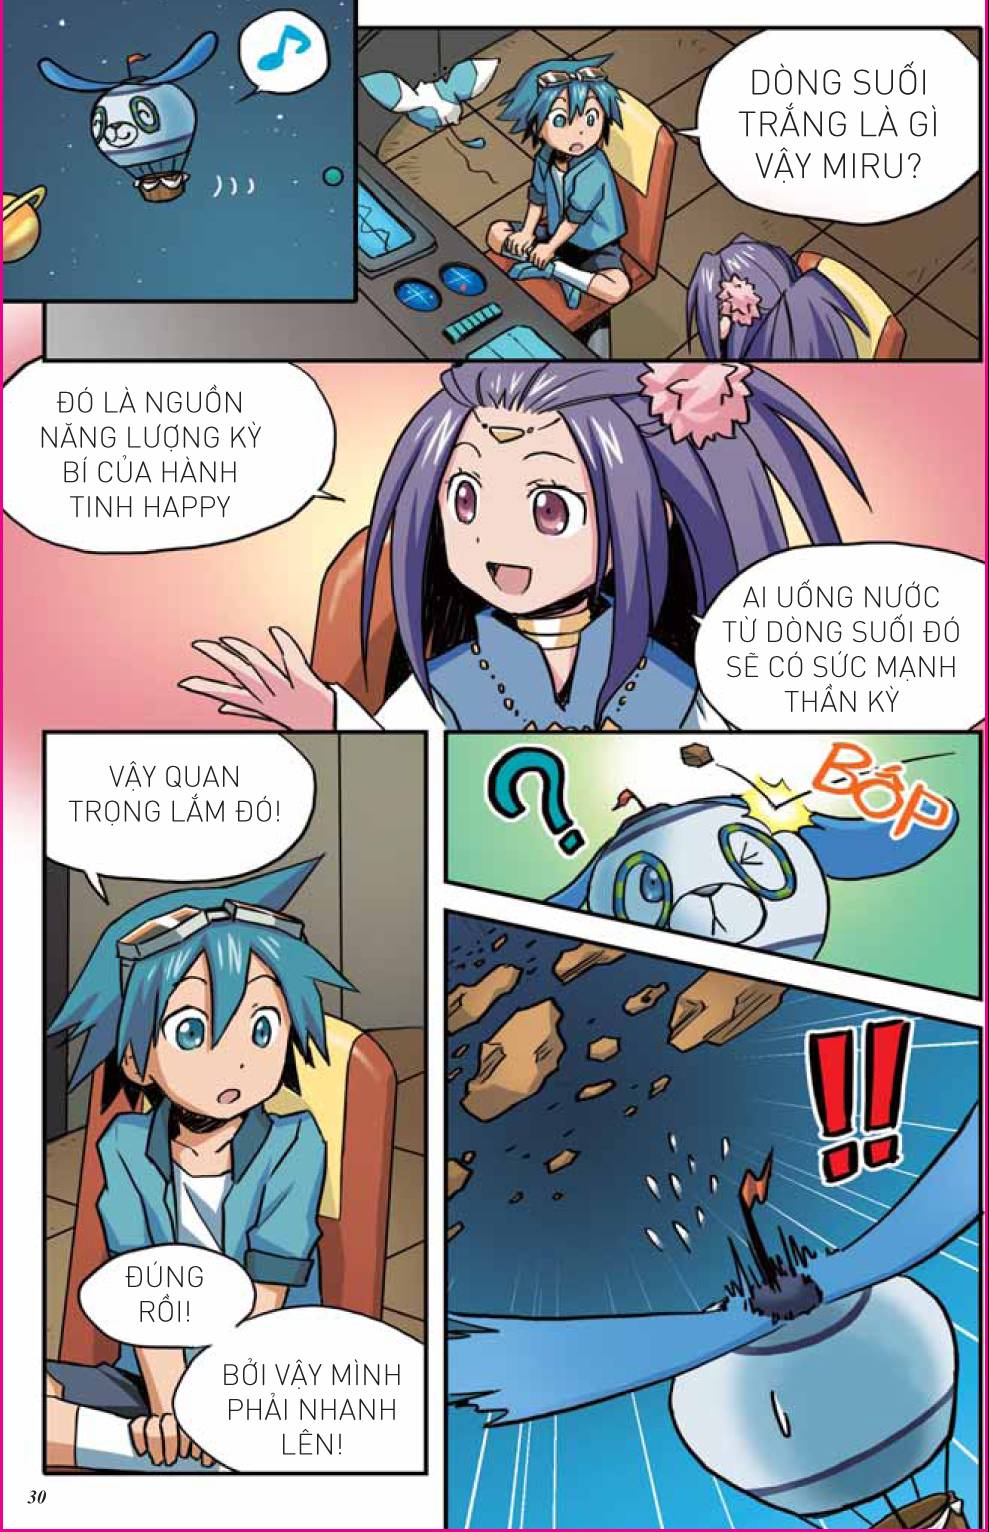 DÒNG SUỐI
TRẮNG LÀ GÌ
VẬY MIRU?
ĐÓ LÀ NGUỒN
NĂNG LƯỢNG KỲ
BÍ CỦA HÀNH
TINH HAPPY
AI UỐNG NƯỚC
TỪ DÒNG SUỐI ĐÓ
SẼ CÓ SỨC MẠNH
THẦN KỲ
VẬY QUAN
TRỌNG LẮM ĐÓ!
?
BỐP
!!
ĐÚNG
RỒI!
BỞI VẬY MÌNH
PHẢI NHANH
LÊN!
30